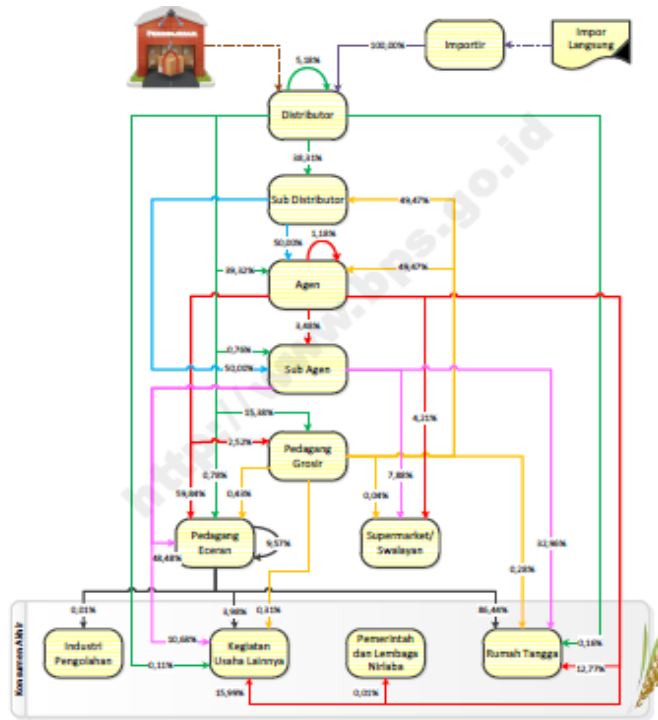 Impor
Langsung
Importir
100,00%
5,18%
Distributor
38,31%
Sub Distributor
49,47%
50,00%
1,18%
39,32%
49,47%
Agen
3,48%
0,76%
50,00%
Sub Agen
15,38%
4,21%
2,52%
Pedagang
Grosir
7,88%
0,78%
59,84%
0,43%
0,04%
Pedagang
Eceran
9,57%
Supermarket/
Swalayan
48,48%
32,96%
0,28%
0,01%
3,98%
0,31%
86,44%
Konsumen Akhir
Industri
Pengolahan
10,68%
Kegiatan
Usaha Lainnya
Pemerintah
dan Lembaga
Nirlaba
Rumah Tangga
0,16%
0,11%
12,77%
15,99%
0,01%
http://www.bps.go.id